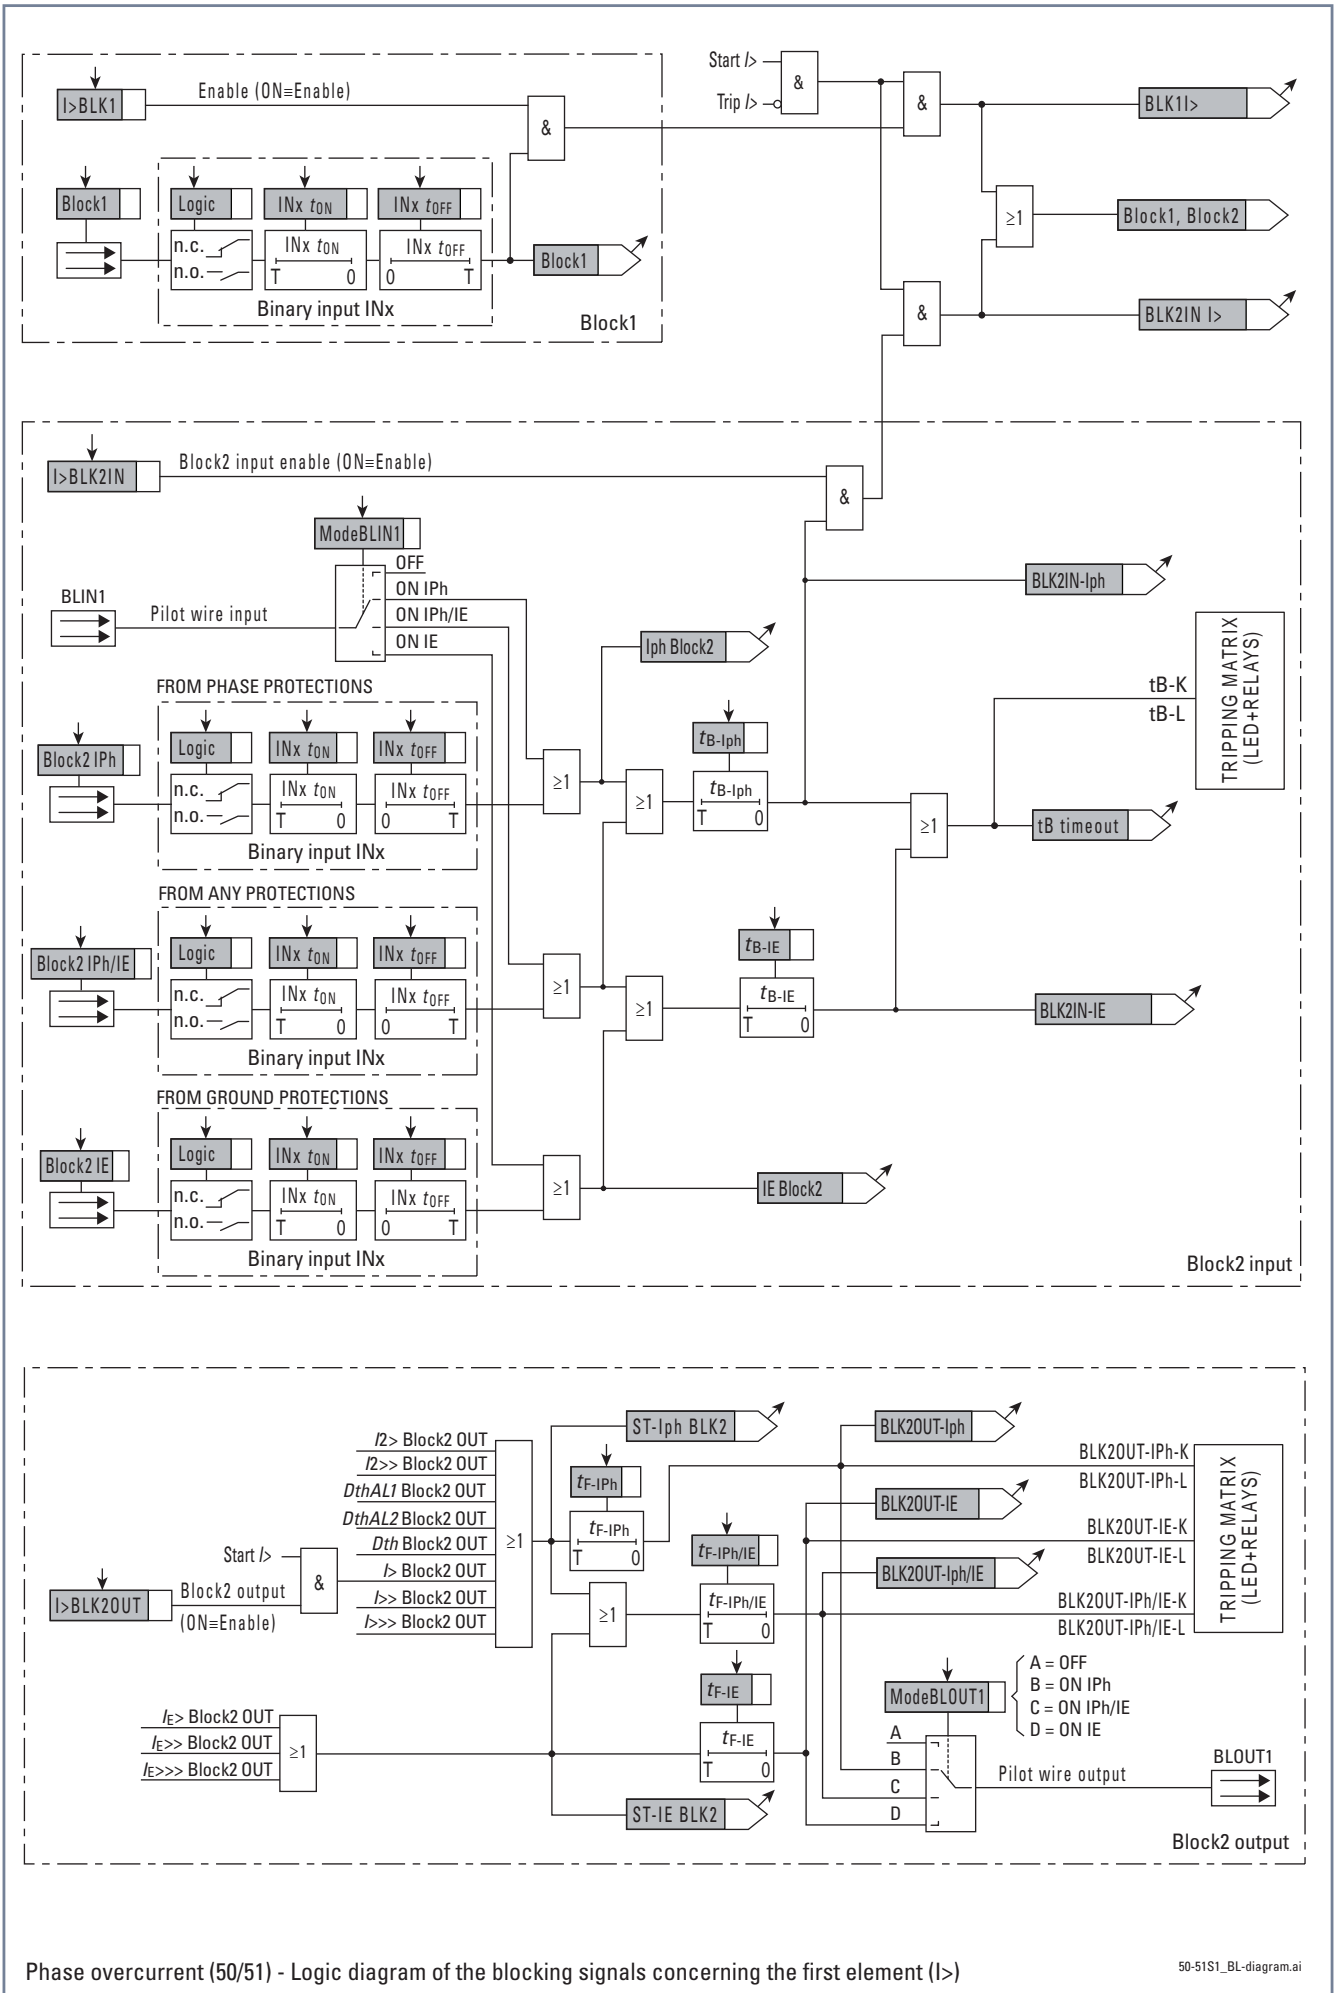 Start I>
Trip I>
&
&
I>BLK1
Enable (ON≡Enable)
&
BLK1I>
Block1
Logic
INx tON
INx tOFF
n.c.
n.o.
INx tON
T 0
INx tOFF
0 T
Binary input INx
Block1
Block1
≥1
Block1, Block2
&
BLK2IN I>
I>BLK2IN
Block2 input enable (ON≡Enable)
&
ModeBLIN1
OFF
ON IPh
ON IPh/IE
ON IE
BLIN1
Pilot wire input
BLK2IN-Iph
Iph Block2
TRIPPING MATRIX
(LED+RELAYS)
tB-K
tB-L
FROM PHASE PROTECTIONS
Block2 IPh
Logic
INx tON
INx tOFF
n.c.
n.o.
INx tON
T 0
INx tOFF
0 T
Binary input INx
≥1
≥1
tB-Iph
tB-Iph
T 0
≥1
tB timeout
FROM ANY PROTECTIONS
Block2 IPh/IE
Logic
INx tON
INx tOFF
n.c.
n.o.
INx tON
T 0
INx tOFF
0 T
Binary input INx
≥1
≥1
tB-IE
tB-IE
T 0
BLK2IN-IE
FROM GROUND PROTECTIONS
Block2 IE
Logic
INx tON
INx tOFF
n.c.
n.o.
INx tON
T 0
INx tOFF
0 T
Binary input INx
≥1
IE Block2
Block2 input
I2> Block2 OUT
I2>> Block2 OUT
DthAL1 Block2 OUT
DthAL2 Block2 OUT
Dth Block2 OUT
I> Block2 OUT
I>> Block2 OUT
I>>> Block2 OUT
≥1
Start I>
I>BLK2OUT
Block2 output
(ON≡Enable)
&
ST-Iph BLK2
tF-IPh
tF-IPh
T 0
≥1
tF-IPh/IE
tF-IPh/IE
T 0
tF-IE
tF-IE
T 0
BLK2OUT-Iph
BLK2OUT-IE
BLK2OUT-Iph/IE
BLK2OUT-IPh-K
BLK2OUT-IPh-L
BLK2OUT-IE-K
BLK2OUT-IE-L
BLK2OUT-IPh/IE-K
BLK2OUT-IPh/IE-L
TRIPPING MATRIX
(LED+RELAYS)
IE> Block2 OUT
IE>> Block2 OUT
IE>>> Block2 OUT
≥1
ST-IE BLK2
ModeBLOUT1
A = OFF
B = ON IPh
C = ON IPh/IE
D = ON IE
A
B
C
D
Pilot wire output
BLOUT1
Block2 output
Phase overcurrent (50/51) - Logic diagram of the blocking signals concerning the first element (I>)
50-51S1_BL-diagram.ai